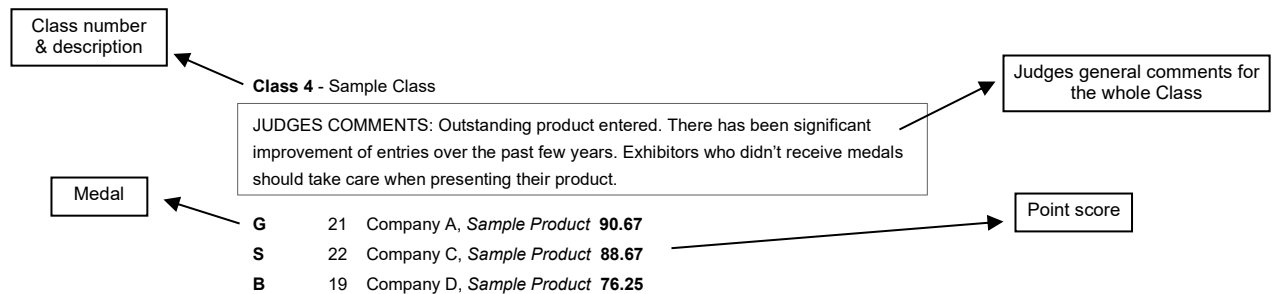 Class number
& description
Class 4 - Sample Class
Judges general comments for
the whole Class
JUDGES COMMENTS: Outstanding product entered. There has been significant
improvement of entries over the past few years. Exhibitors who didn’t receive medals
should take care when presenting their product.
Medal
Point score
G 21 Company A, Sample Product 90.67
S 22 Company C, Sample Product 88.67
B 19 Company D, Sample Product 76.25